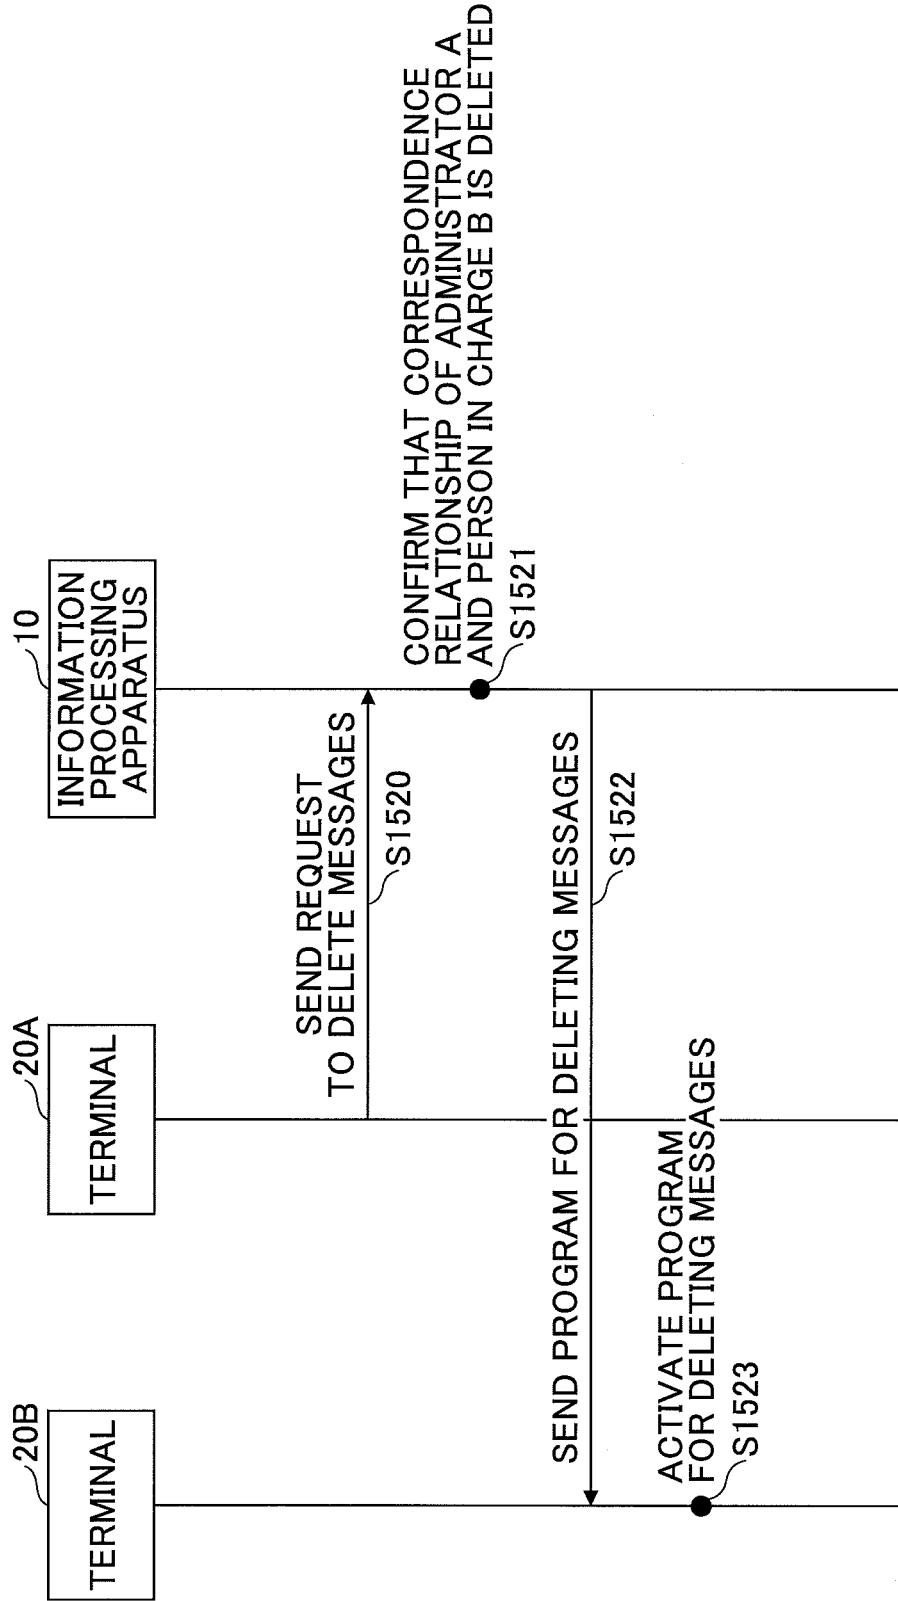 20B
TERMINAL
20A
TERMINAL
10
INFORMATION
PROCESSING
APPARATUS
SEND REQUEST
TO DELETE MESSAGES
S1520
CONFIRM THAT CORRESPONDENCE
RELATIONSHIP OF ADMINISTRATOR A
AND PERSON IN CHARGE B IS DELETED
S1521
SEND PROGRAM FOR DELETING MESSAGES
S1522
ACTIVATE PROGRAM
FOR DELETING MESSAGES
S1523